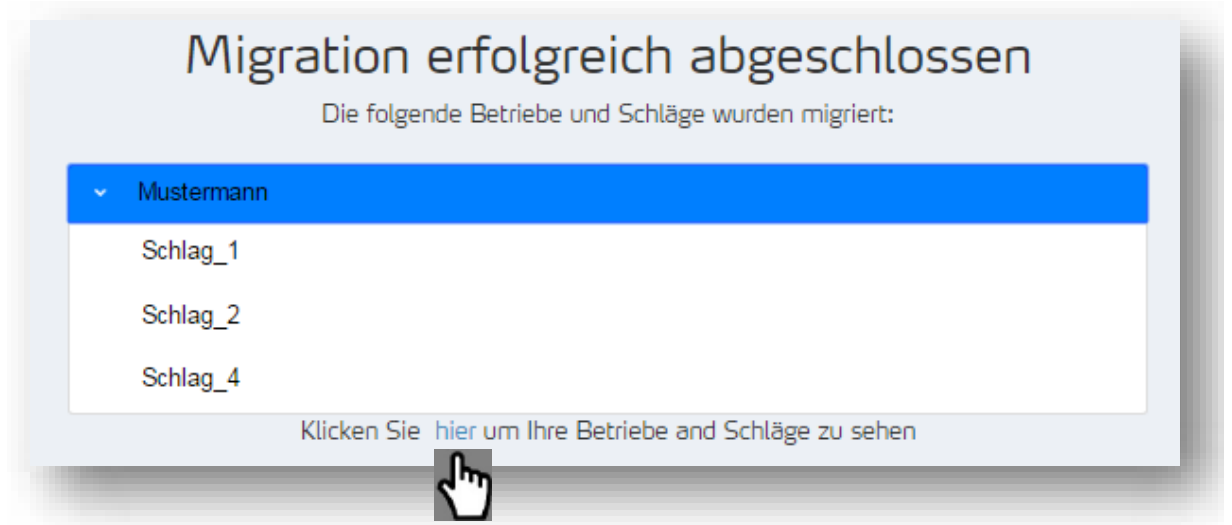 Migration erfolgreich abgeschlossen
Die folgende Betriebe und Schläge wurden migriert:
Mustermann
Schlag_1
Schlag_2
Schlag_4
Klicken Sie hier um Ihre Betriebe and Schläge zu sehen